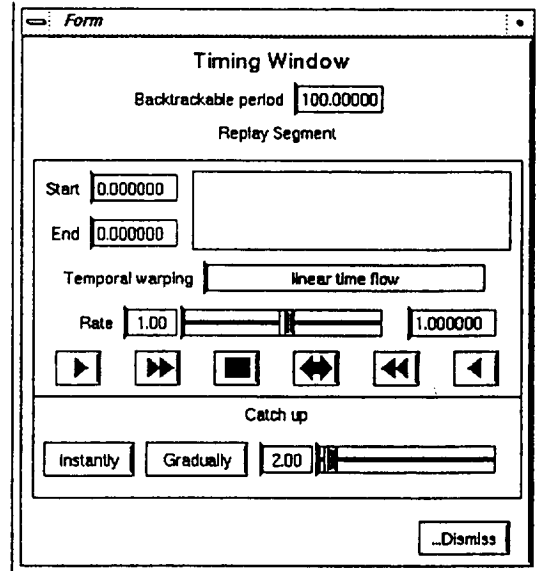 Form
Timing Window
Backtrackable period 100.00000
Replay Segment
Start 0.000000
End 0.000000
Temporal warping linear time flow
Rate 1.00 1.000000
Catch up
Instantly Gradually 2.00
...Dismiss